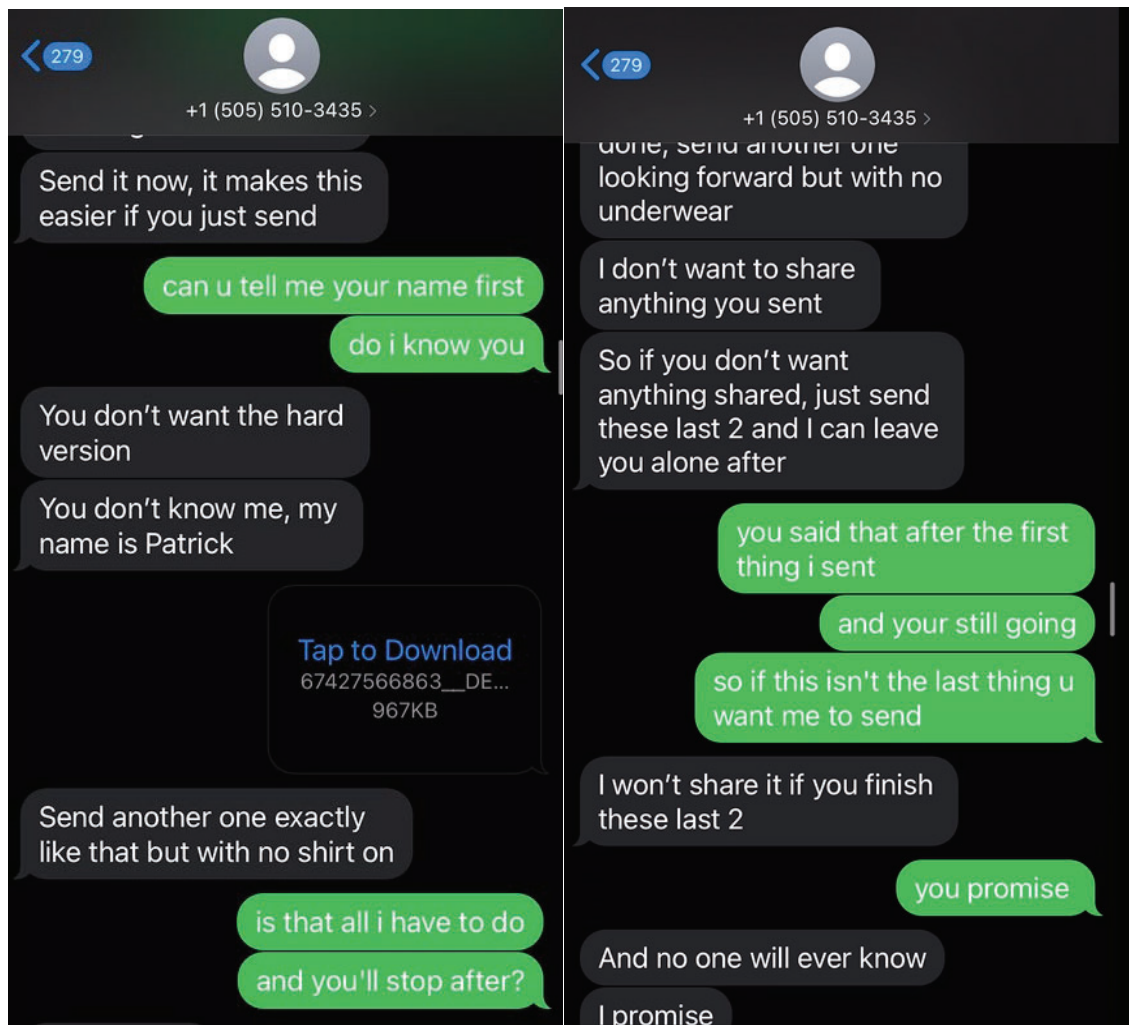 279
+1 (505) 510-3435
Send it now, it makes this
easier if you just send
can u tell me your name first
do i know you
You don't want the hard
version
You don't know me, my
name is Patrick
Tap to Download
67427566863__DE...
967KB
Send another one exactly
like that but with no shirt on
is that all i have to do
and you'll stop after?
279
+1 (505) 510-3435
done, send another one
looking forward but with no
underwear
I don't want to share
anything you sent
So if you don't want
anything shared, just send
these last 2 and I can leave
you alone after
you said that after the first
thing i sent
and your still going
so if this isn't the last thing u
want me to send
I won't share it if you finish
these last 2
you promise
And no one will ever know
I promise